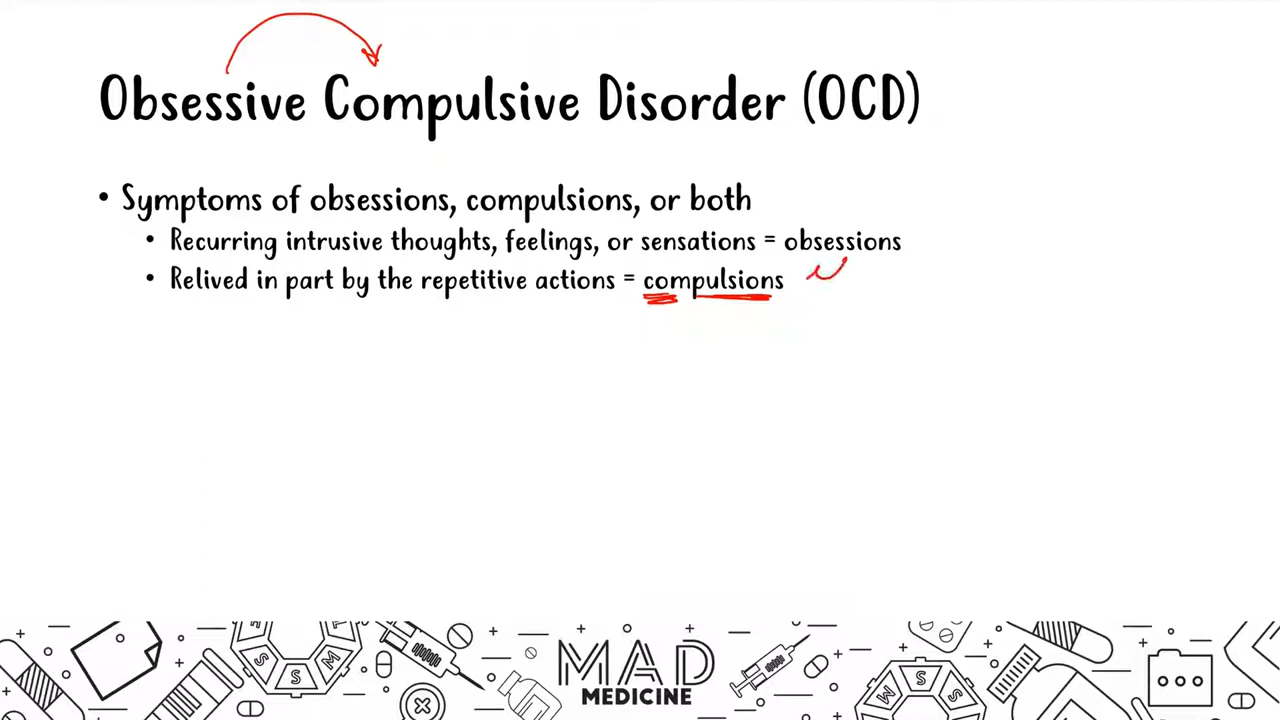 Obsessive Compulsive Disorder (OCD)
• Symptoms of obsessions, compulsions, or both
• Recurring intrusive thoughts, feelings, or sensations = obsessions
• Relived in part by the repetitive actions = compulsions
S
S
M
MAD
MEDICINE
M
S
S